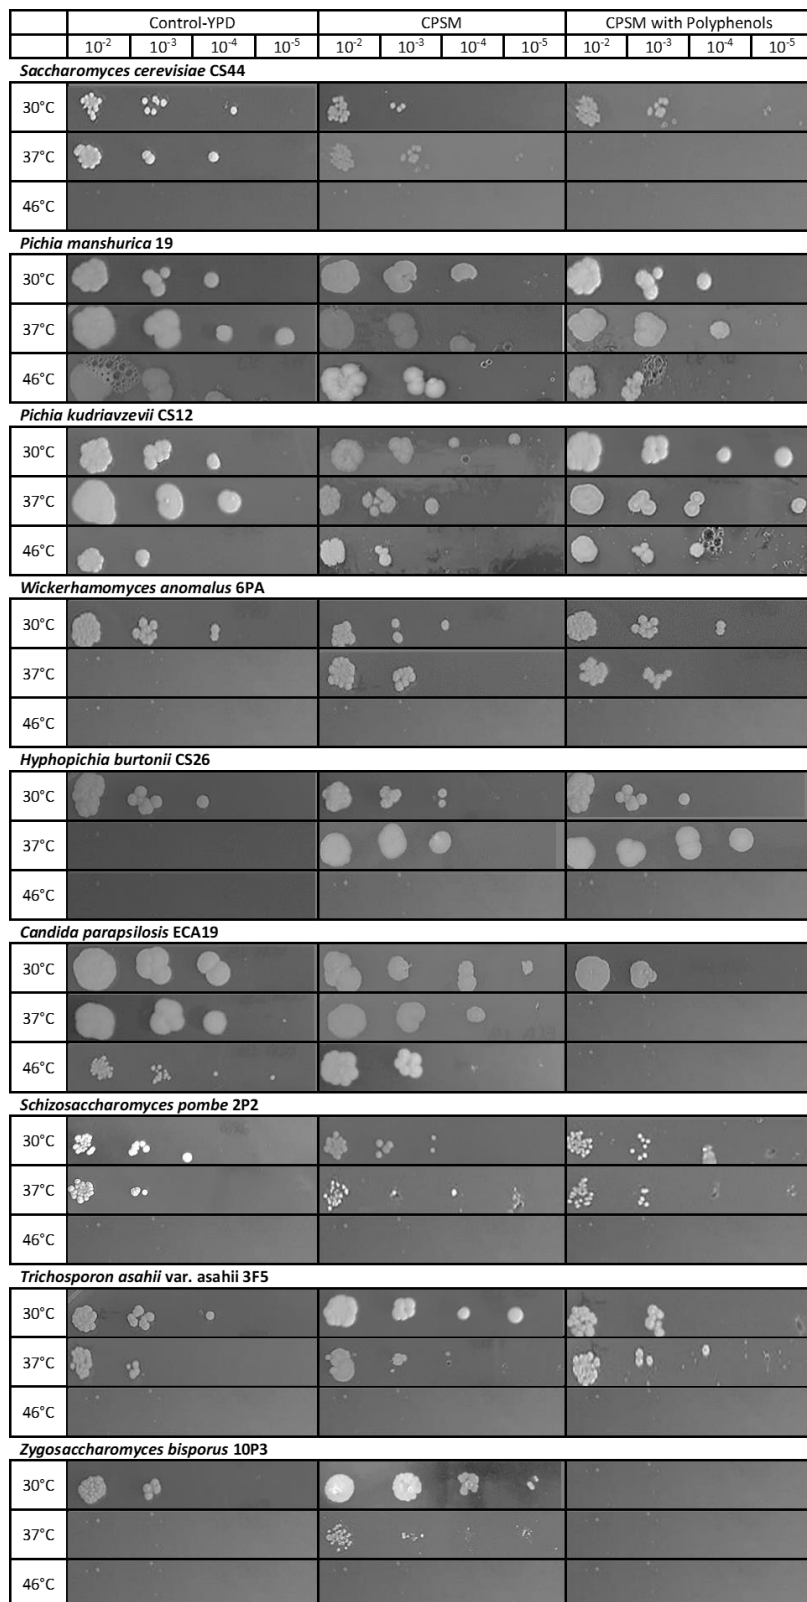 Control-YPD CPSM CPSM with Polyphenols
10-2 10-3 10-4 10-5 10-2 10-3 10-4 10-5 10-2 10-3 10-4 10-5
Saccharomyces cerevisiae CS44
30°C
37°C
46°C
Pichia manshurica 19
30°C
37°C
46°C
Pichia kudriavzevii CS12
30°C
37°C
46°C
Wickerhamomyces anomalus 6PA
30°C
37°C
46°C
Hyphopichia burtonii CS26
30°C
37°C
46°C
Candida parapsilosis ECA19
30°C
37°C
46°C
Schizosaccharomyces pombe 2P2
30°C
37°C
46°C
Trichosporon asahii var. asahii 3F5
30°C
37°C
46°C
Zygosaccharomyces bisporus 10P3
30°C
37°C
46°C